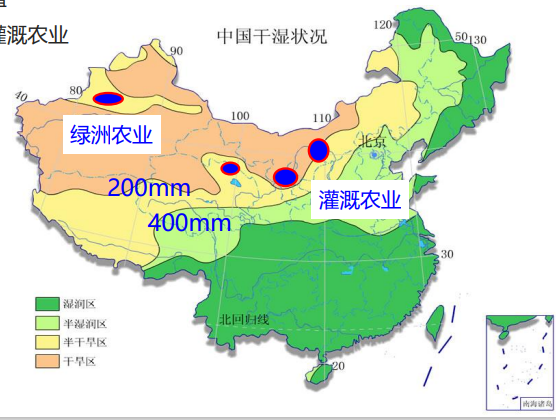 灌溉农业
中国干湿状况
120
50
130
90
40
80
100
110
绿洲农业
北京
200mm
灌溉农业
400mm
30
湿润区
半湿润区
半干旱区
干旱区
北回归线
20
南海诸岛